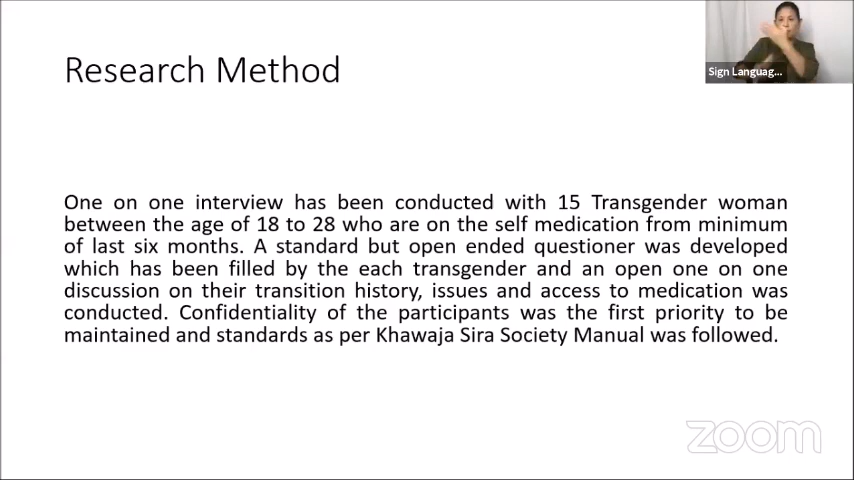 Sign Languag...
Research Method
One on one interview has been conducted with 15 Transgender woman
between the age of 18 to 28 who are on the self medication from minimum
of last six months. A standard but open ended questioner was developed
which has been filled by the each transgender and an open one on one
discussion on their transition history, issues and access to medication was
conducted. Confidentiality of the participants was the first priority to be
maintained and standards as per Khawaja Sira Society Manual was followed.
zoom